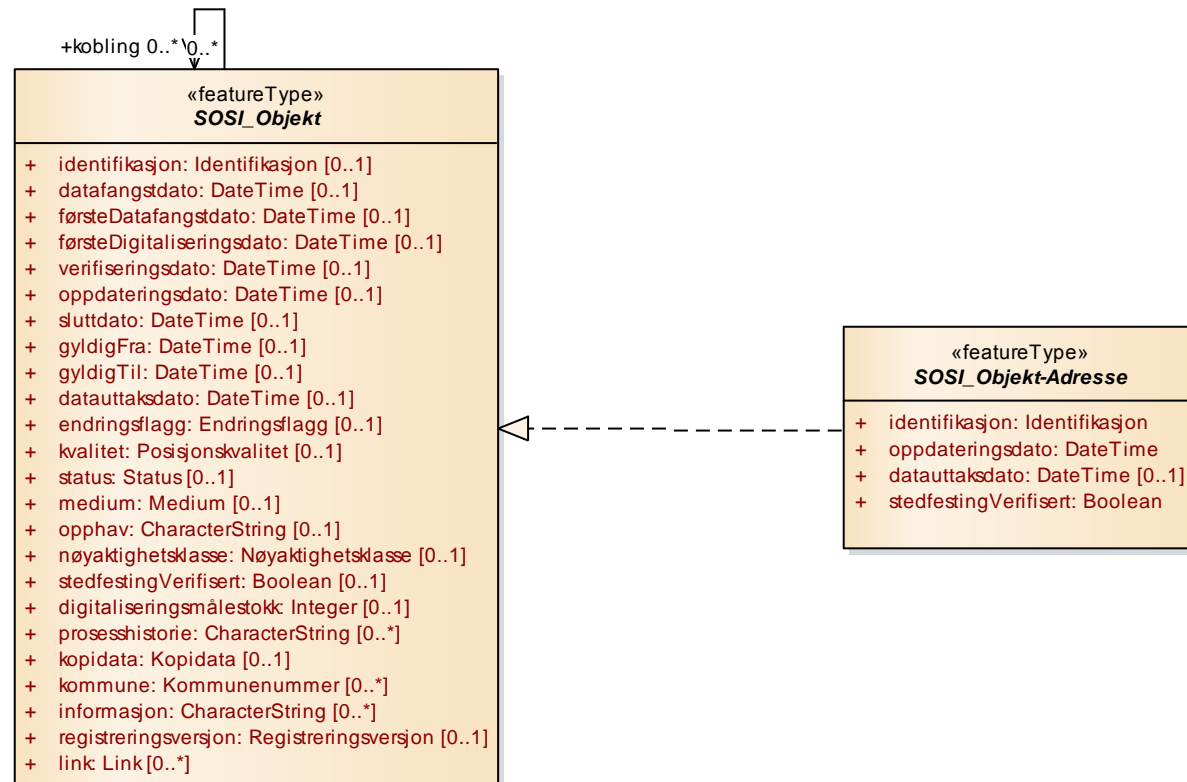 +kobling 0..* 0..*
«featureType»
SOSI_Objekt
+ identifikasjon: Identifikasjon [0..1]
+ datafangstdato: DateTime [0..1]
+ førsteDatafangstdato: DateTime [0..1]
+ førsteDigitaliseringsdato: DateTime [0..1]
+ verifiseringsdato: DateTime [0..1]
+ oppdateringsdato: DateTime [0..1]
+ sluttdato: DateTime [0..1]
+ gyldigFra: DateTime [0..1]
+ gyldigTil: DateTime [0..1]
+ datauttaksdato: DateTime [0..1]
+ endringsflagg: Endringsflagg [0..1]
+ kvalitet: Posisjonskvalitet [0..1]
+ status: Status [0..1]
+ medium: Medium [0..1]
+ opphav: CharacterString [0..1]
+ nøyaktighetsklasse: Nøyaktighetsklasse [0..1]
+ stedfestingVerifisert: Boolean [0..1]
+ digitaliseringsmålestokk: Integer [0..1]
+ prosesshistorie: CharacterString [0..*]
+ kopidata: Kopidata [0..1]
+ kommune: Kommunenummer [0..*]
+ informasjon: CharacterString [0..*]
+ registreringsversjon: Registreringsversjon [0..1]
+ link: Link [0..*]
«featureType»
SOSI_Objekt-Adresse
+ identifikasjon: Identifikasjon
+ oppdateringsdato: DateTime
+ datauttaksdato: DateTime [0..1]
+ stedfestingVerifisert: Boolean